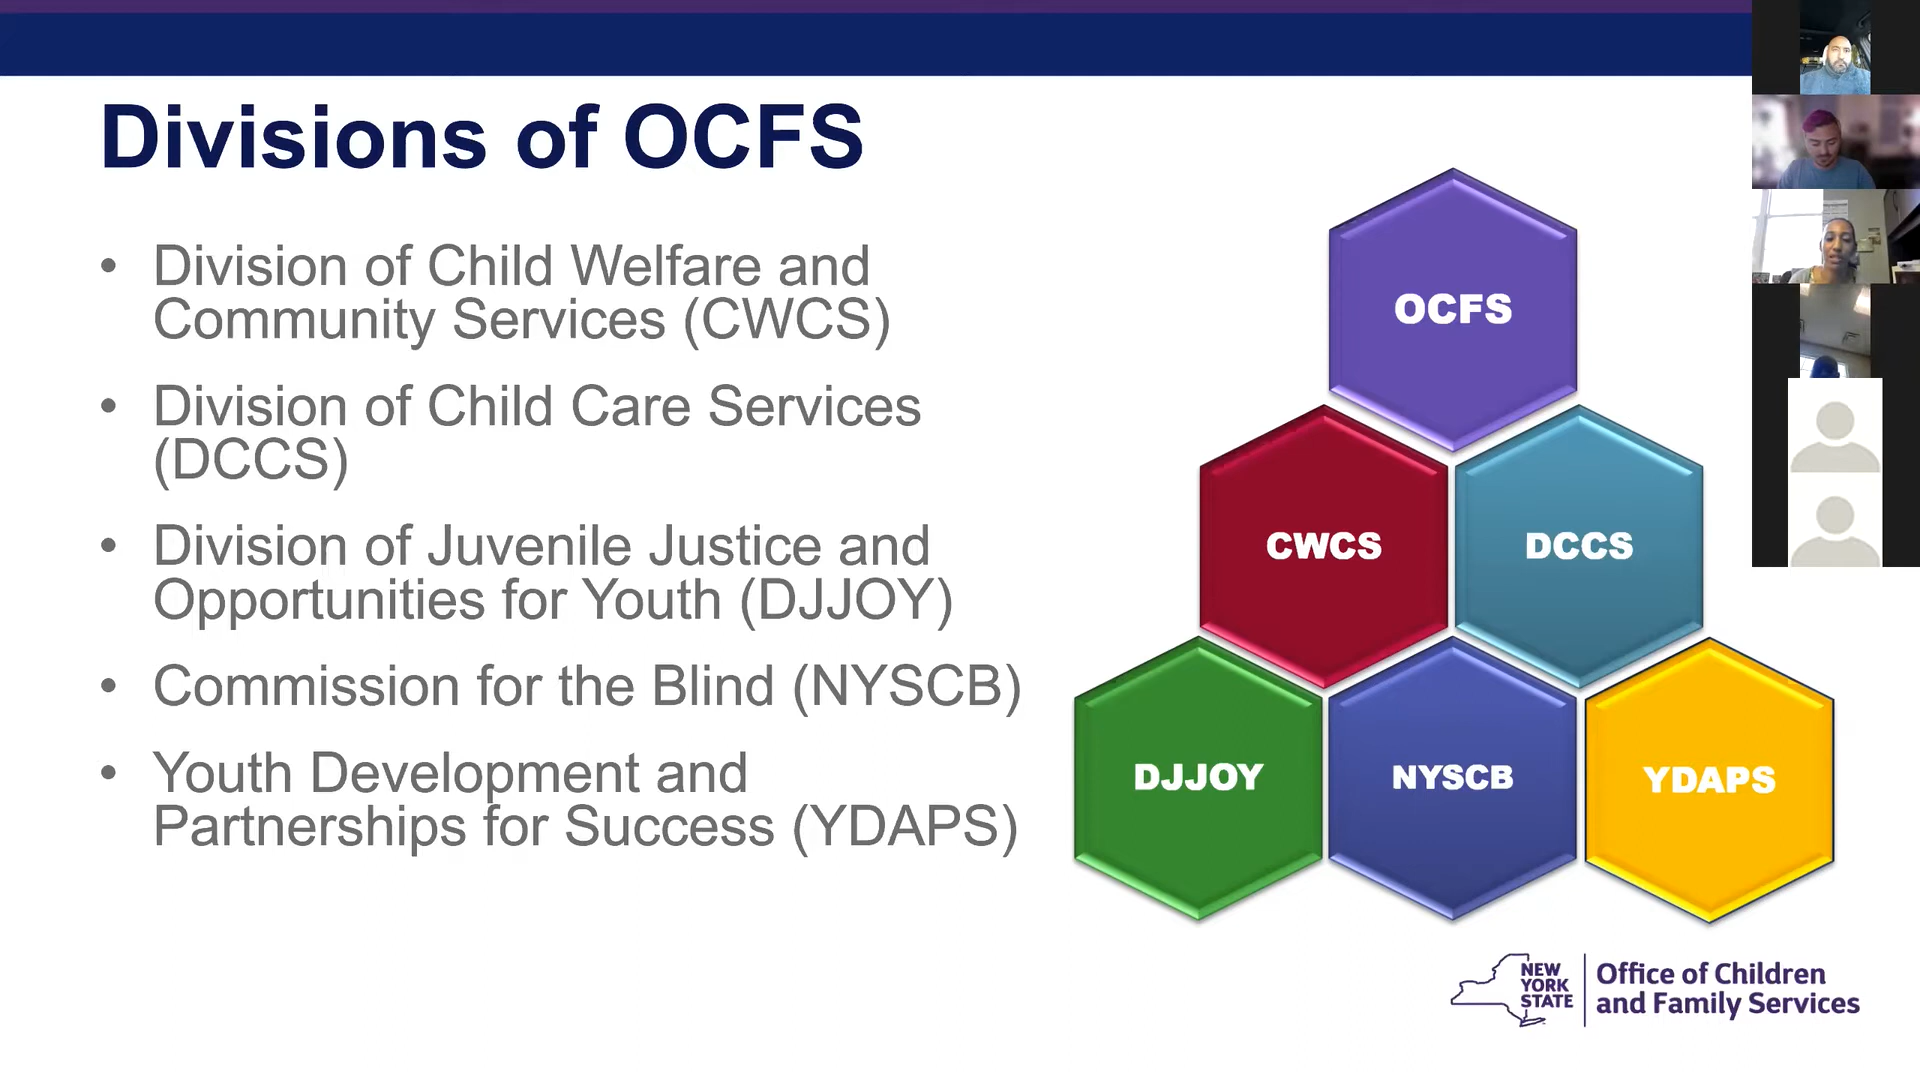 Divisions of OCFS
• Division of Child Welfare and
Community Services (CWCS)
• Division of Child Care Services
(DCCS)
• Division of Juvenile Justice and
Opportunities for Youth (DJJOY)
• Commission for the Blind (NYSCB)
• Youth Development and
Partnerships for Success (YDAPS)
OCFS
CWCS
DCCS
DJJOY
NYSCB
YDAPS
NEW
YORK
STATE
Office of Children
and Family Services